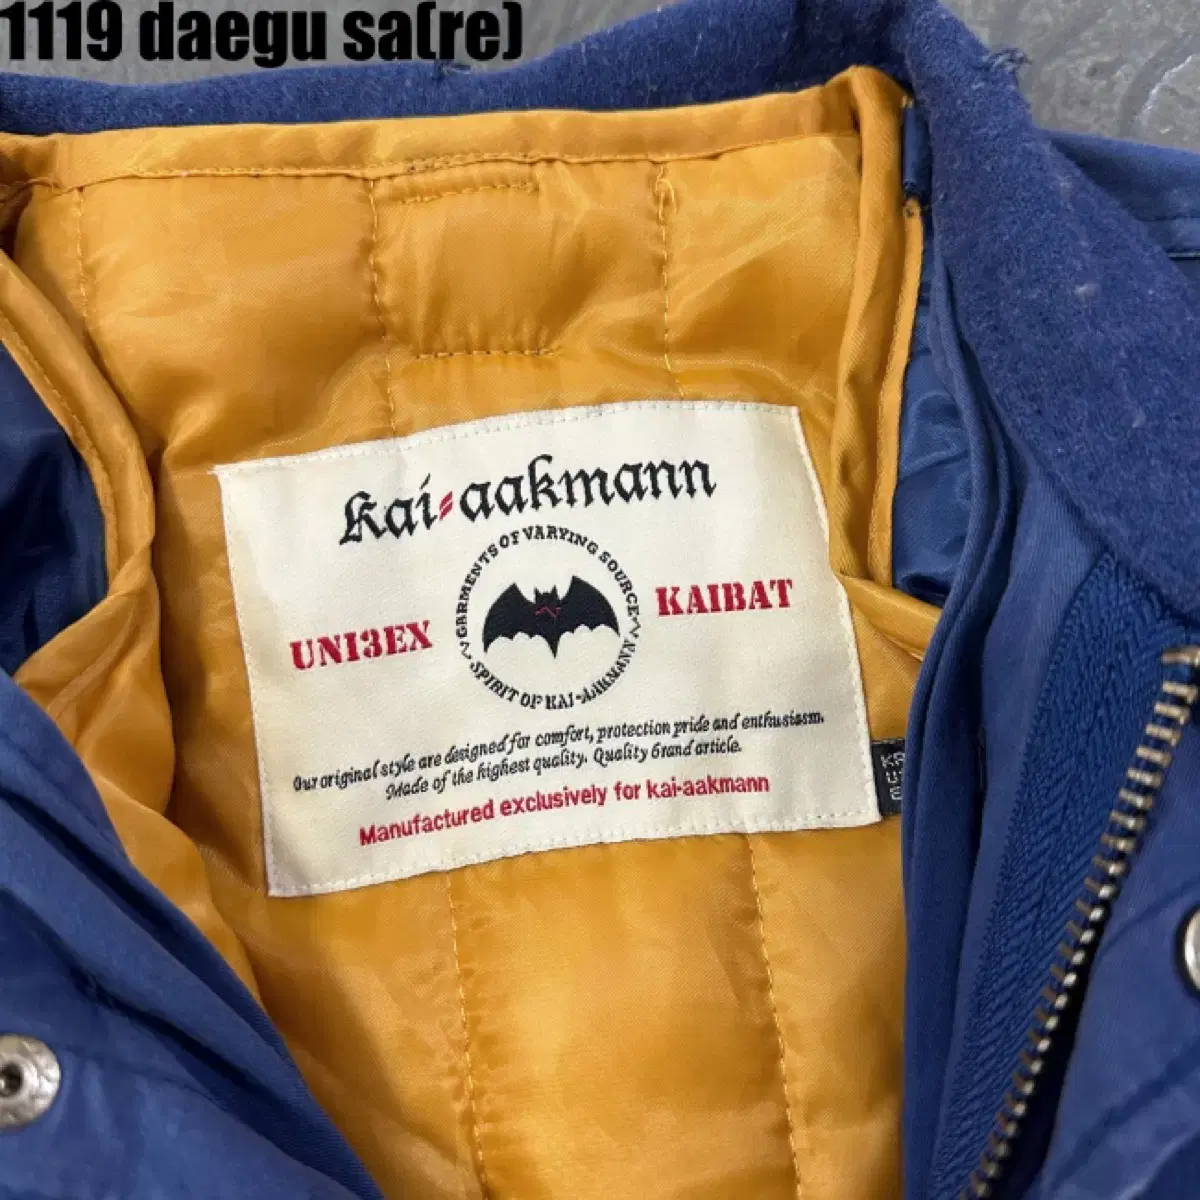 1119 daegu sa(re)
kai=aakmann
GARMENTS OF VARYING SOURCE
SPIRIT OF KAI-AAKMANN
UNI3EX
KAIBAT
Our original style are designed for comfort, protection pride and enthusiasm.
Made of the highest quality. Quality brand article.
Manufactured exclusively for kai-aakmann